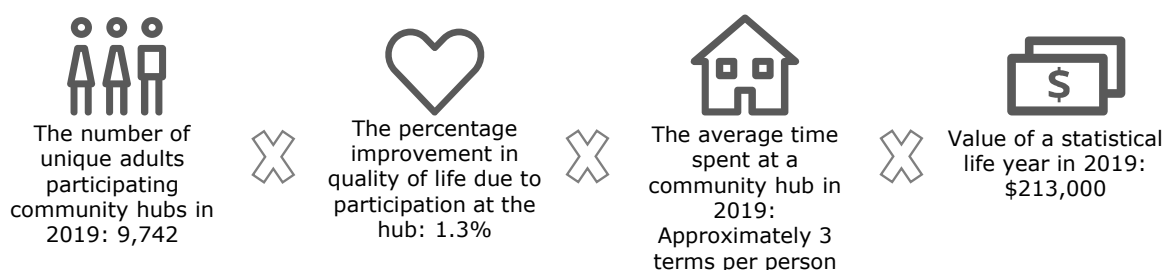 The number of
unique adults
participating
community hubs in
2019: 9,742
The percentage
improvement in
quality of life due to
participation at the
hub: 1.3%
The average time
spent at a
community hub in
2019:
Approximately 3
terms per person
$
Value of a statistical
life year in 2019:
$213,000